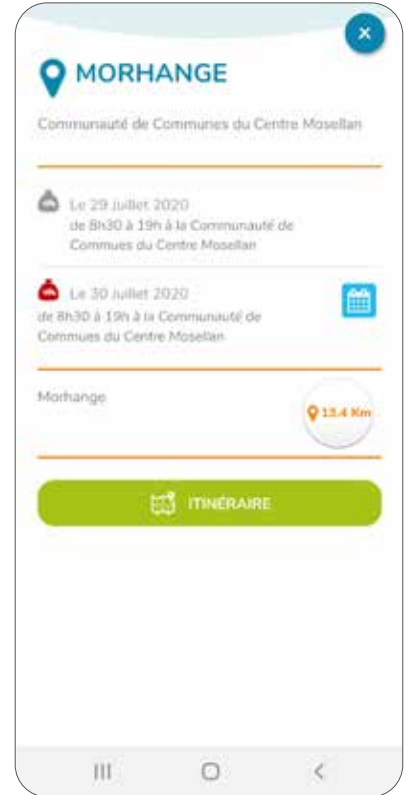 MORHANGE
Communauté de Communes du Centre Mosellan
Le 29 Juillet 2020
de 8h30 à 19h à la Communauté de
Commues du Centre Mosellan
Le 30 Juillet 2020
de 8h30 à 19h à la Communauté de
Commues du Centre Mosellan
Morhange
13.4 Km
ITINÉRAIRE